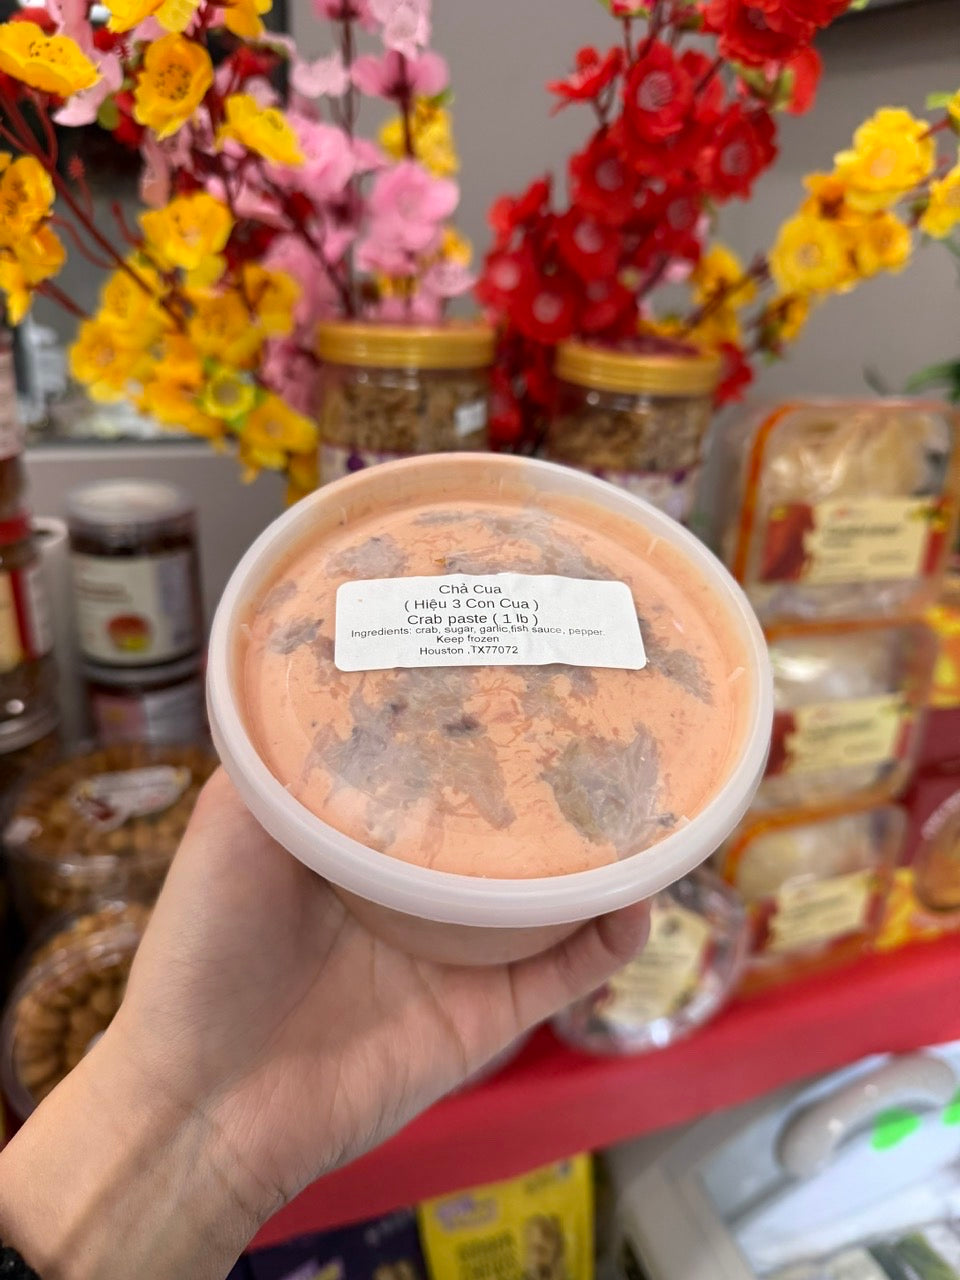 Chả Cua
( Hiệu 3 Con Cua )
Crab paste ( 1 lb )
Ingredients: crab, sugar, garlic,fish sauce, pepper.
Keep frozen
Houston ,TX77072